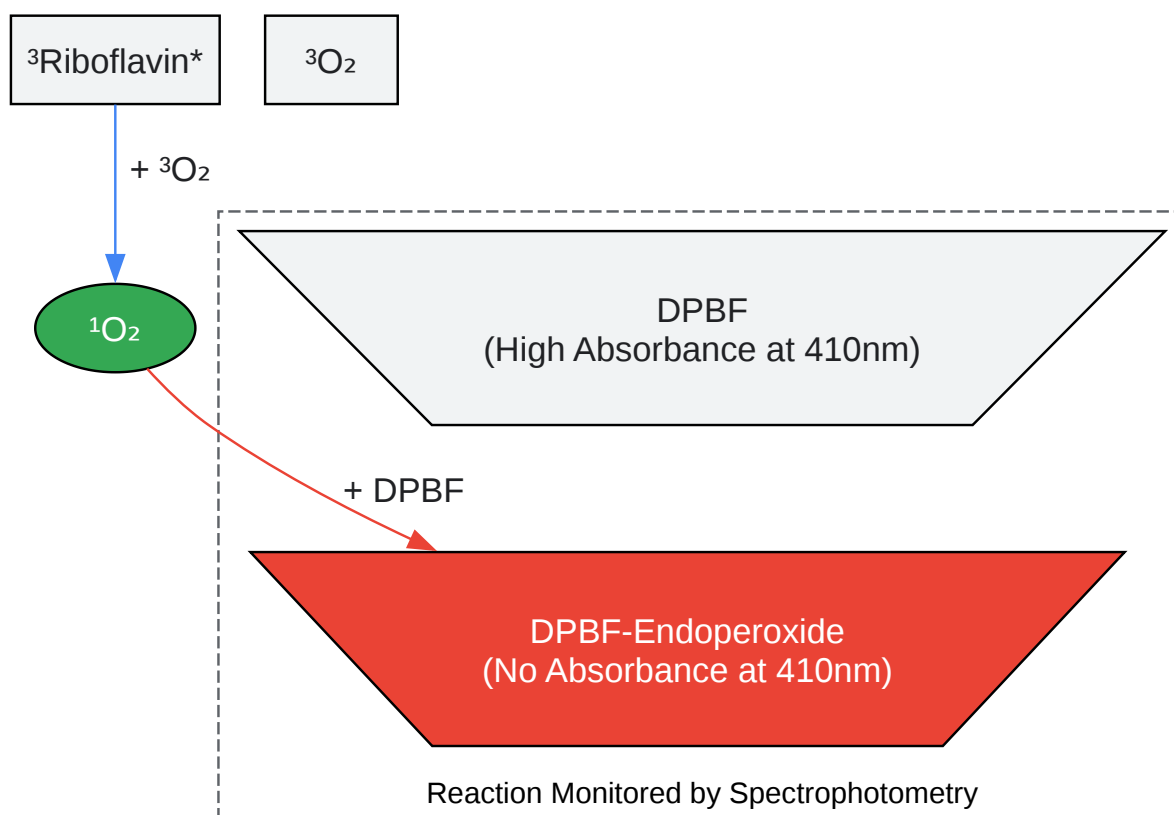 ³Riboflavin*
³O₂
+ ³O₂
¹O₂
DPBF
(High Absorbance at 410nm)
+ DPBF
DPBF-Endoperoxide
(No Absorbance at 410nm)
Reaction Monitored by Spectrophotometry